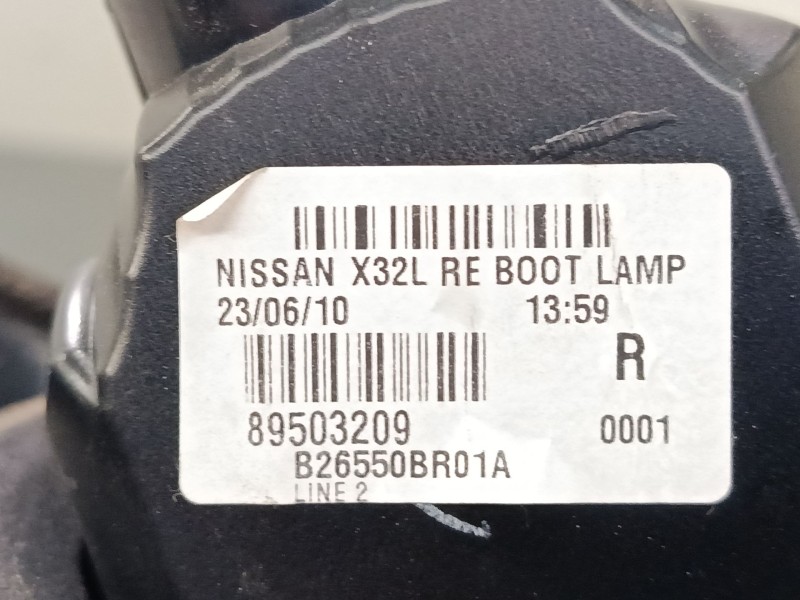 NISSAN X32L RE BOOT LAMP
23/06/10 13:59
R
89503209 0001
B26550BR01A
LINE 2